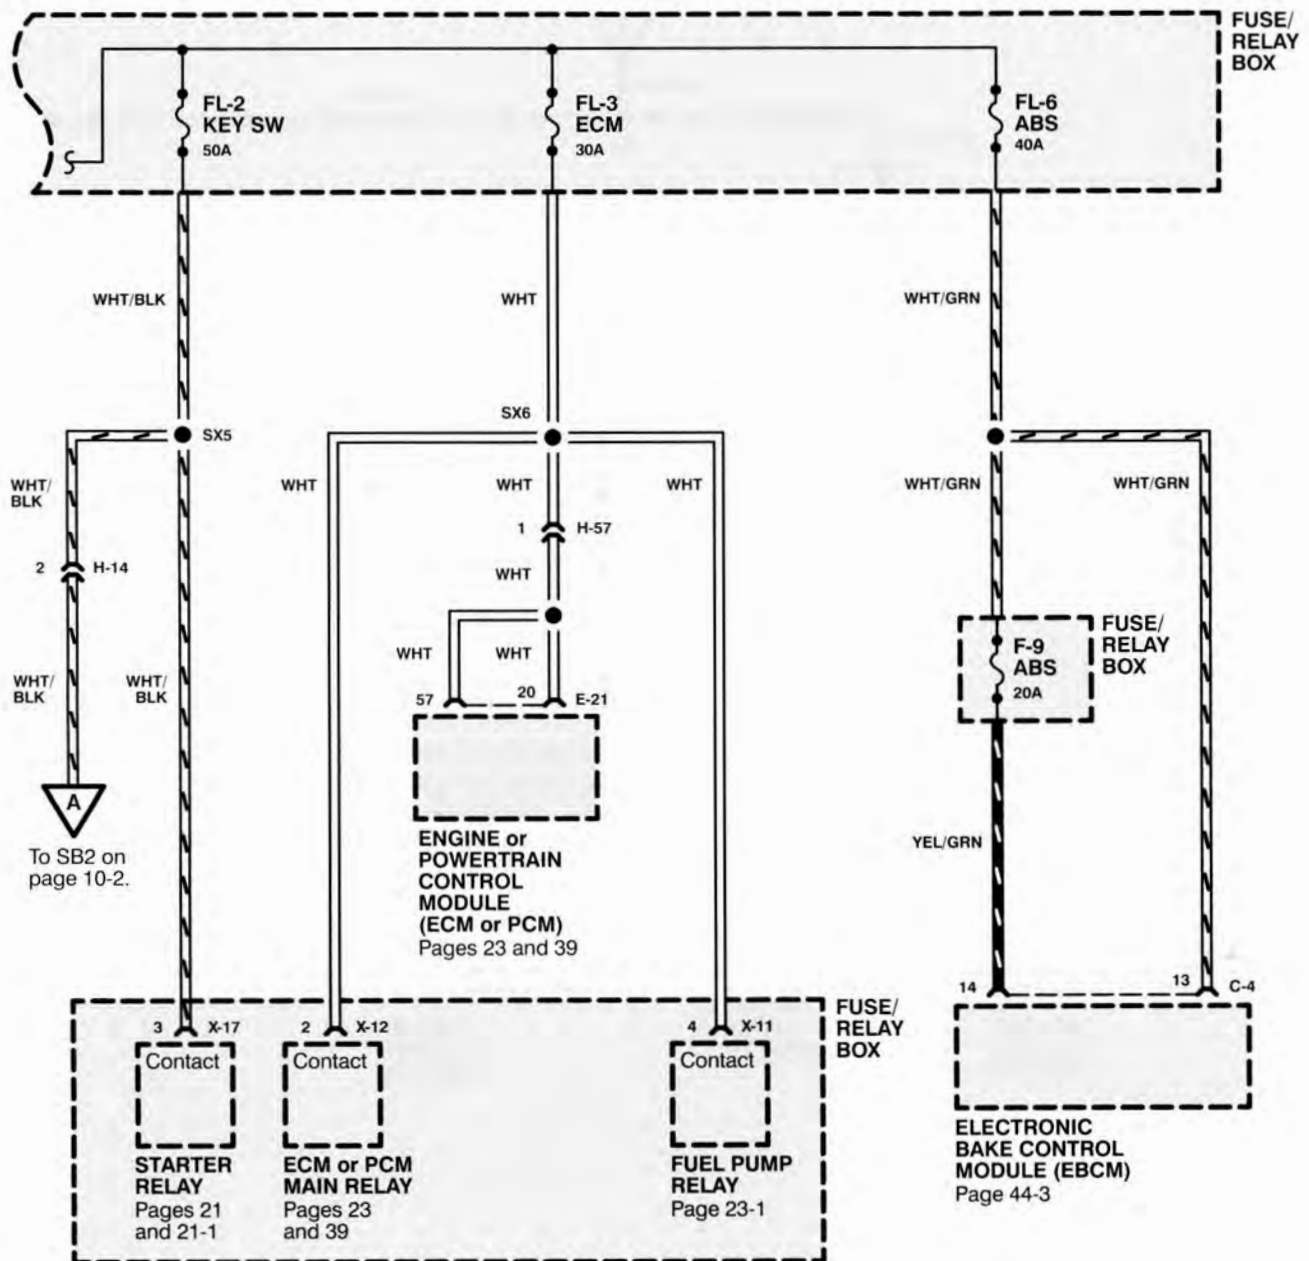 FUSE/
RELAY
BOX
FL-2
KEY SW
50A
FL-3
ECM
30A
FL-6
ABS
40A
WHT/BLK
WHT
WHT/GRN
SX5
SX6
WHT/
BLK
WHT
WHT
WHT
WHT/GRN
WHT/GRN
2 H-14
1 H-57
WHT
WHT
WHT
WHT/
BLK
WHT/
BLK
57
20
E-21
F-9
ABS
20A
FUSE/
RELAY
BOX
A
To SB2 on
page 10-2.
ENGINE or
POWERTRAIN
CONTROL
MODULE
(ECM or PCM)
Pages 23 and 39
YEL/GRN
14
13
C-4
3 X-17
2 X-12
4 X-11
FUSE/
RELAY
BOX
Contact
Contact
Contact
STARTER
RELAY
Pages 21
and 21-1
ECM or PCM
MAIN RELAY
Pages 23
and 39
FUEL PUMP
RELAY
Page 23-1
ELECTRONIC
BAKE CONTROL
MODULE (EBCM)
Page 44-3